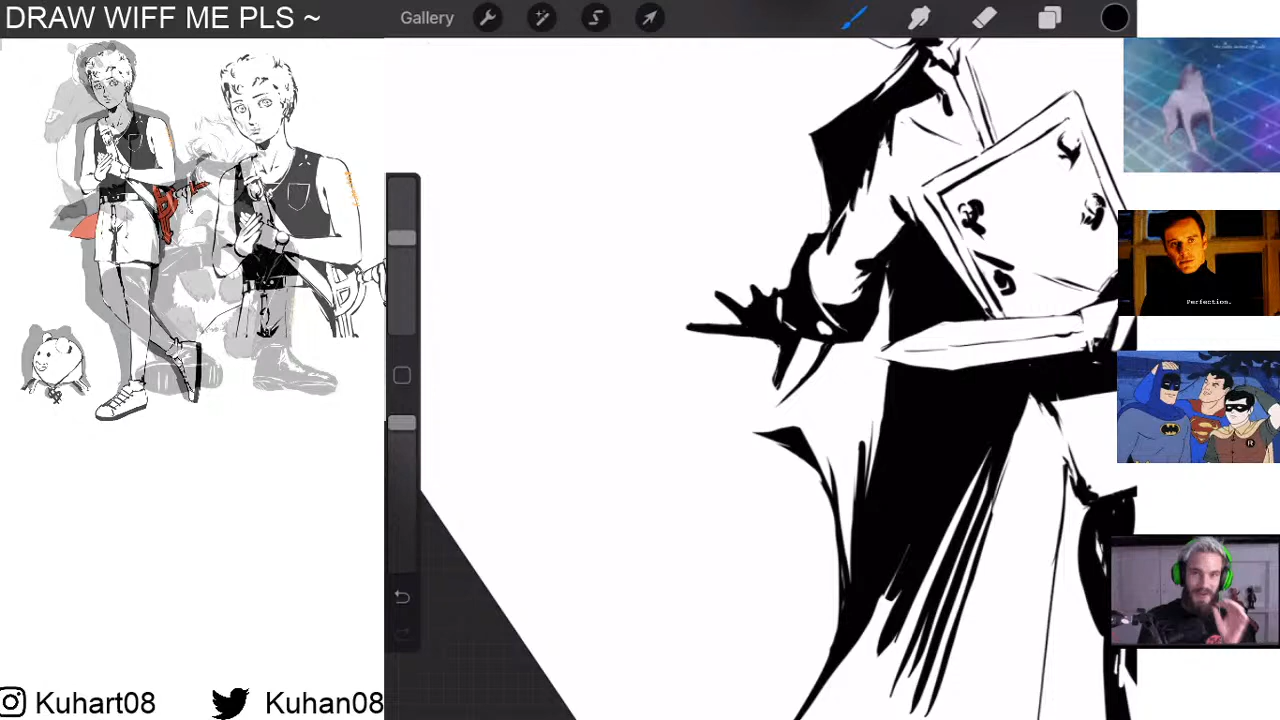 DRAW WIFF ME PLS ~
Gallery
Perfection.
Kuhart08
Kuhan08